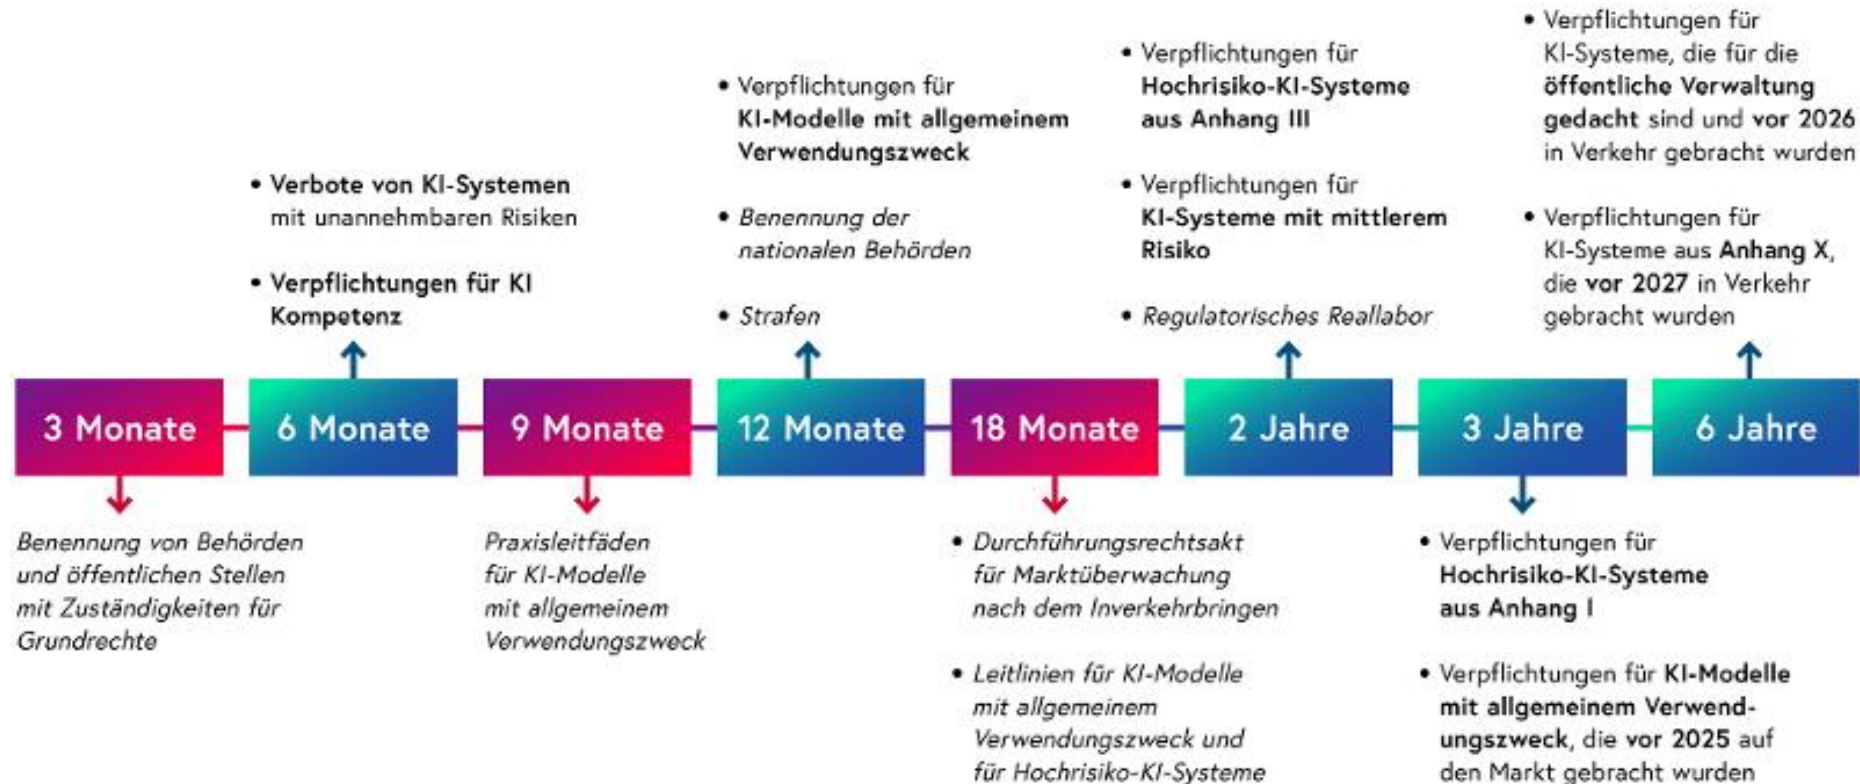 • Verbote von KI-Systemen
mit unannehmbaren Risiken
• Verpflichtungen für KI
Kompetenz
• Verpflichtungen für
KI-Modelle mit allgemeinem
Verwendungszweck
• Benennung der
nationalen Behörden
• Strafen
• Verpflichtungen für
Hochrisiko-KI-Systeme
aus Anhang III
• Verpflichtungen für
KI-Systeme mit mittlerem
Risiko
• Regulatorisches Reallabor
• Verpflichtungen für
KI-Systeme, die für die
öffentliche Verwaltung
gedacht sind und vor 2026
in Verkehr gebracht wurden
• Verpflichtungen für
KI-Systeme aus Anhang X,
die vor 2027 in Verkehr
gebracht wurden
3 Monate
6 Monate
9 Monate
12 Monate
18 Monate
2 Jahre
3 Jahre
6 Jahre
Benennung von Behörden
und öffentlichen Stellen
mit Zuständigkeiten für
Grundrechte
Praxisleitfäden
für KI-Modelle
mit allgemeinem
Verwendungszweck
• Durchführungsrechtsakt
für Marktüberwachung
nach dem Inverkehrbringen
• Leitlinien für KI-Modelle
mit allgemeinem
Verwendungszweck und
für Hochrisiko-KI-Systeme
• Verpflichtungen für
Hochrisiko-KI-Systeme
aus Anhang I
• Verpflichtungen für KI-Modelle
mit allgemeinem Verwend-
ungszweck, die vor 2025 auf
den Markt gebracht wurden